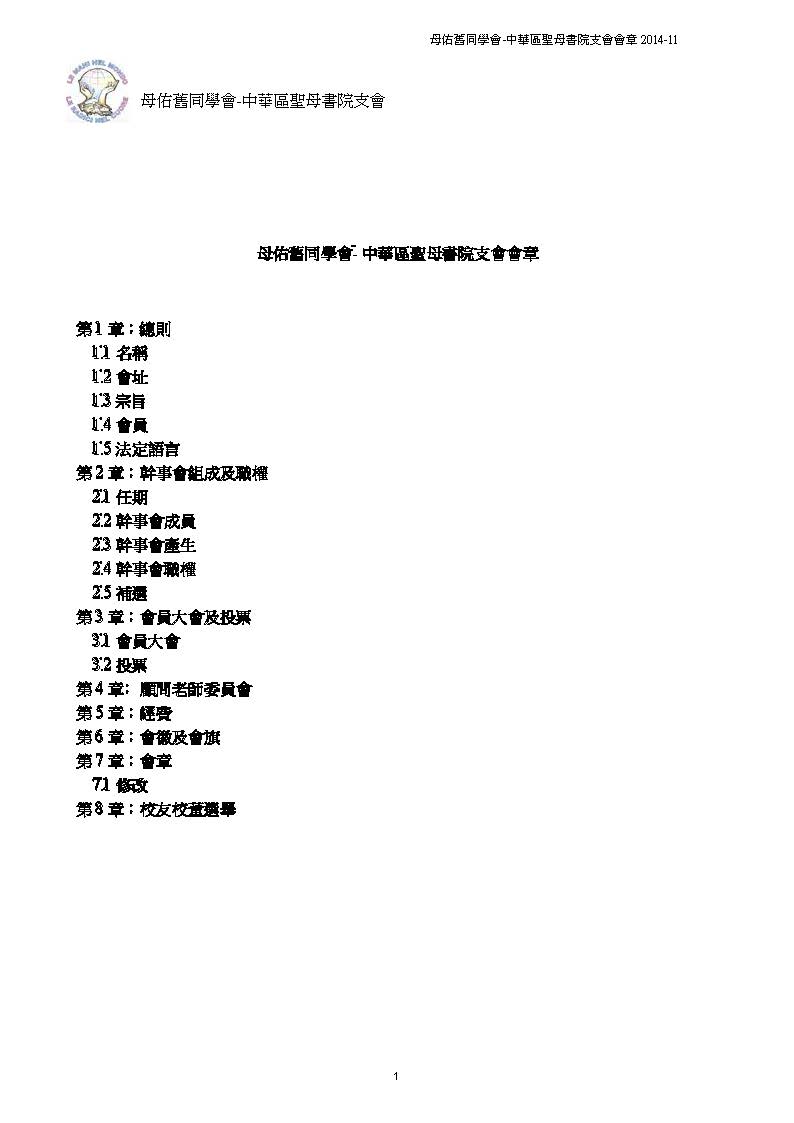 母佑舊同學會-中華區聖母書院支會會章 2014-11
LE MANI NEL MONDO
LE RADICI NEL CUORE
母佑舊同學會-中華區聖母書院支會
母佑舊同學會- 中華區聖母書院支會會章
第 1 章：總則
1.1 名稱
1.2 會址
1.3 宗旨
1.4 會員
1.5 法定語言
第 2 章：幹事會組成及職權
2.1 任期
2.2 幹事會成員
2.3 幹事會產生
2.4 幹事會職權
2.5 補選
第 3 章：會員大會及投票
3.1 會員大會
3.2 投票
第 4 章: 顧問老師委員會
第 5 章：經費
第 6 章：會徽及會旗
第 7 章：會章
7.1 修改
第 8 章：校友校董選舉
1